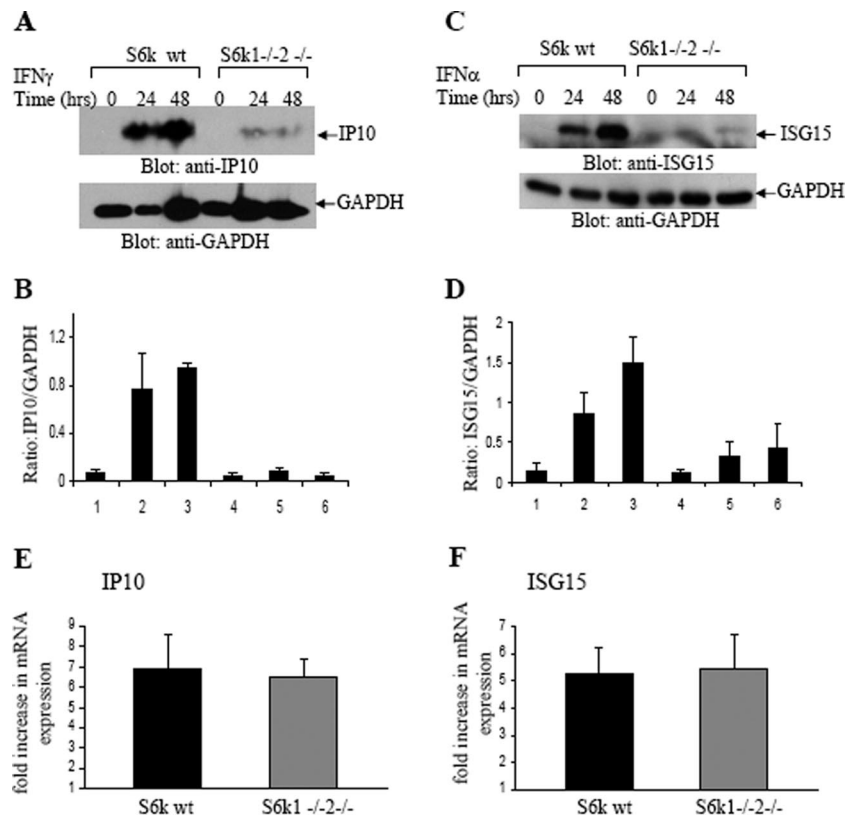 A
S6k wt S6k1-/-2 -/-
IFNγ
Time (hrs) 0 24 48 0 24 48
IP10
Blot: anti-IP10
GAPDH
Blot: anti-GAPDH
C
S6k wt S6k1-/-2 -/-
IFNα
Time (hrs) 0 24 48 0 24 48
ISG15
Blot: anti-ISG15
GAPDH
Blot: anti-GAPDH
B
Ratio:IP10/GAPDH
1.2
0.8
0.4
0
1 2 3 4 5 6
D
Ratio: ISG15/GAPDH
2
1.5
1
0.5
0
1 2 3 4 5 6
E
IP10
fold increase in mRNA
expression
9
8
7
6
5
4
3
2
1
S6k wt S6k1 -/-2-/-
F
ISG15
fold increase in mRNA
expression
7
6
5
4
3
2
1
S6k wt S6k1-/-2-/-